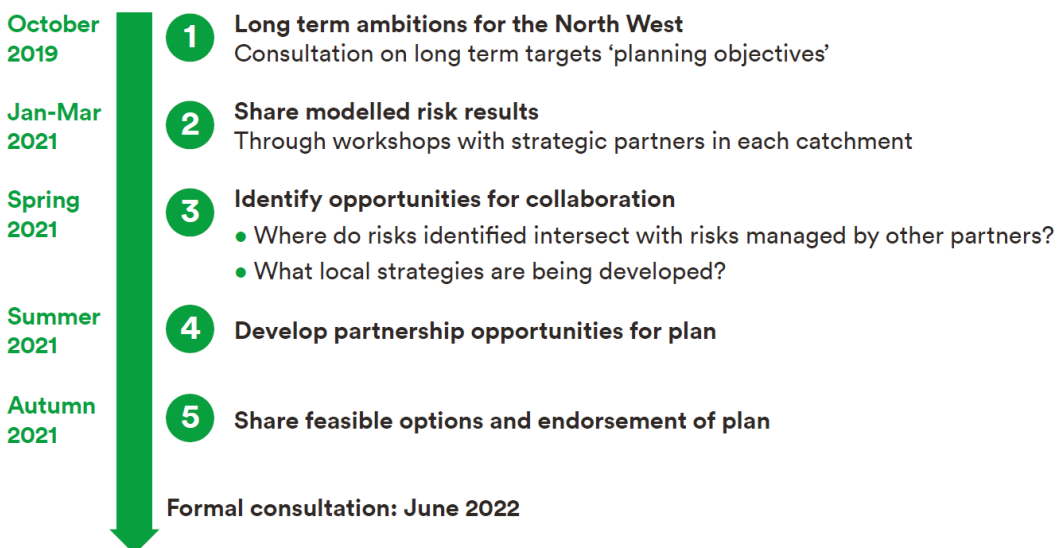 October
2019
1
Long term ambitions for the North West
Consultation on long term targets ‘planning objectives’
Jan-Mar
2021
2
Share modelled risk results
Through workshops with strategic partners in each catchment
Spring
2021
3
Identify opportunities for collaboration
• Where do risks identified intersect with risks managed by other partners?
• What local strategies are being developed?
Summer
2021
4
Develop partnership opportunities for plan
Autumn
2021
5
Share feasible options and endorsement of plan
Formal consultation: June 2022